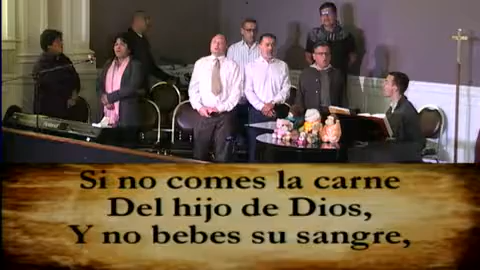 Si no comes la carne
Del hijo de Dios,
Y no bebes su sangre,